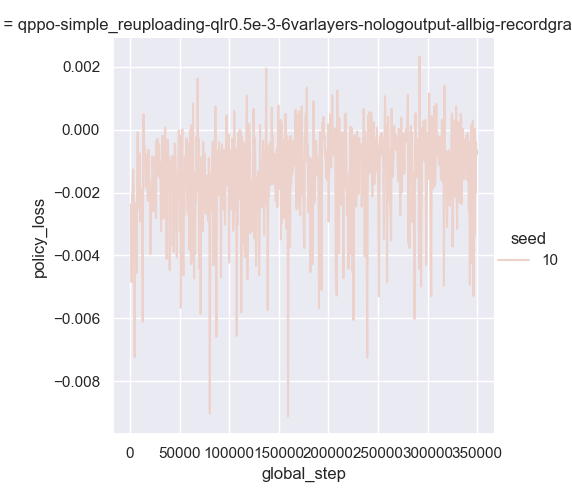 = qppo-simple_reuploading-qlr0.5e-3-6varlayers-nologoutput-allbig-recordgra
0.002
0.000
−0.002
−0.004
−0.006
−0.008
policy_loss
seed
10
0 50000 100000 150000 200000 250000 300000 350000
global_step